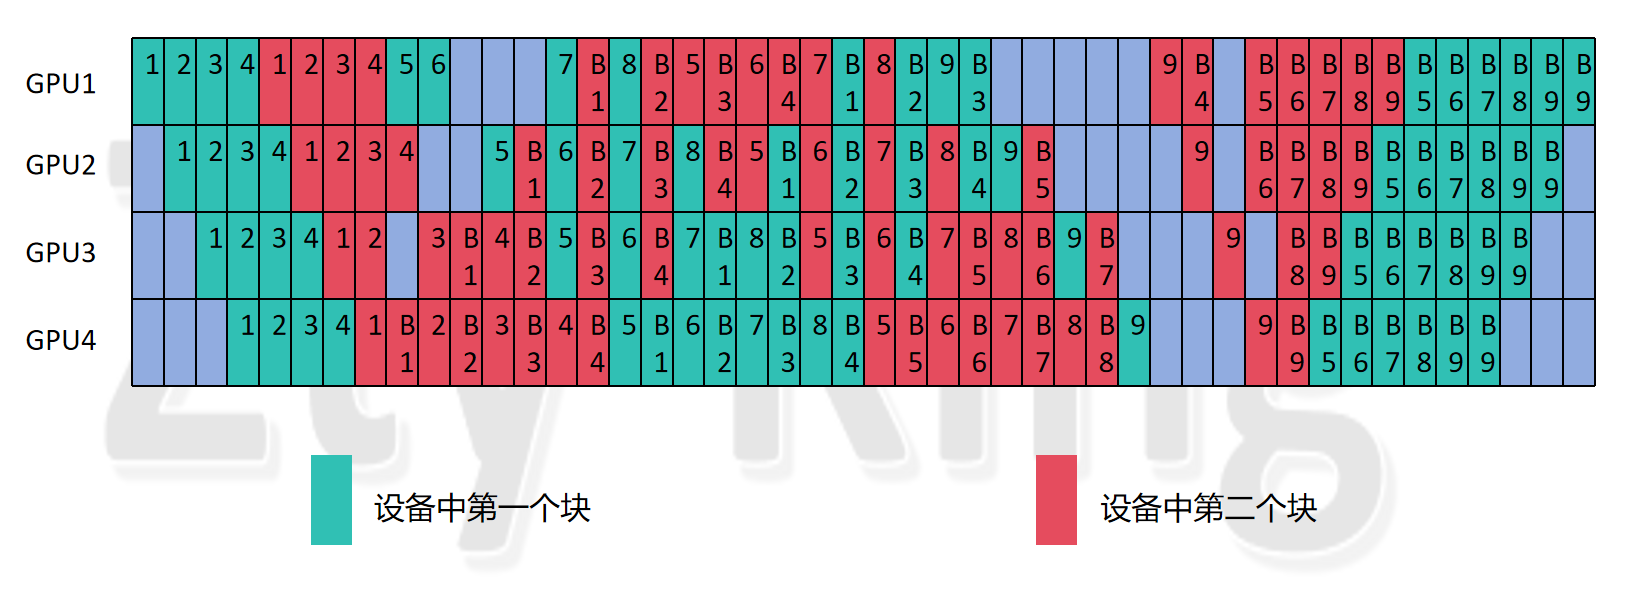 GPU1 1 2 3 4 1 2 3 4 5 6 7 B1 8 B2 5 B3 6 B4 7 B1 8 B2 9 B3 9 B4 B5 B6 B7 B8 B9 B5 B6 B7 B8 B9 B9
GPU2 1 2 3 4 1 2 3 4 5 B1 6 B2 7 B3 8 B4 5 B1 6 B2 7 B3 8 B4 9 B5 9 B6 B7 B8 B9 B5 B6 B7 B8 B9 B9
GPU3 1 2 3 4 1 2 3 B1 4 B2 5 B3 6 B4 7 B1 8 B2 5 B3 6 B4 7 B5 8 B6 9 B7 9 B8 B9 B5 B6 B7 B8 B9 B9
GPU4 1 2 3 4 1 B1 2 B2 3 B3 4 B4 5 B1 6 B2 7 B3 8 B4 5 B5 6 B6 7 B7 8 B8 9 9 B9 B5 B6 B7 B8 B9 B9
设备中第一个块
设备中第二个块